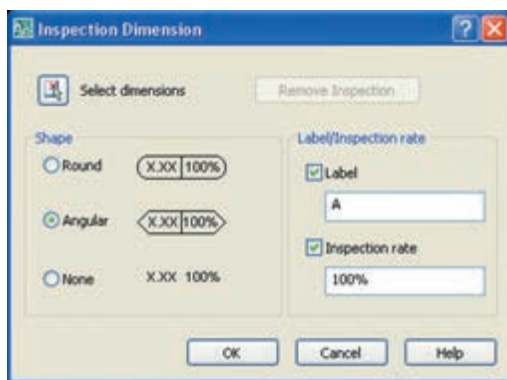 Inspection Dimension
Select dimensions
Remove Inspection
Shape
Round
X.XX 100%
Angular
X.XX 100%
None
X.XX 100%
Label/Inspection rate
Label
A
Inspection rate
100%
OK
Cancel
Help